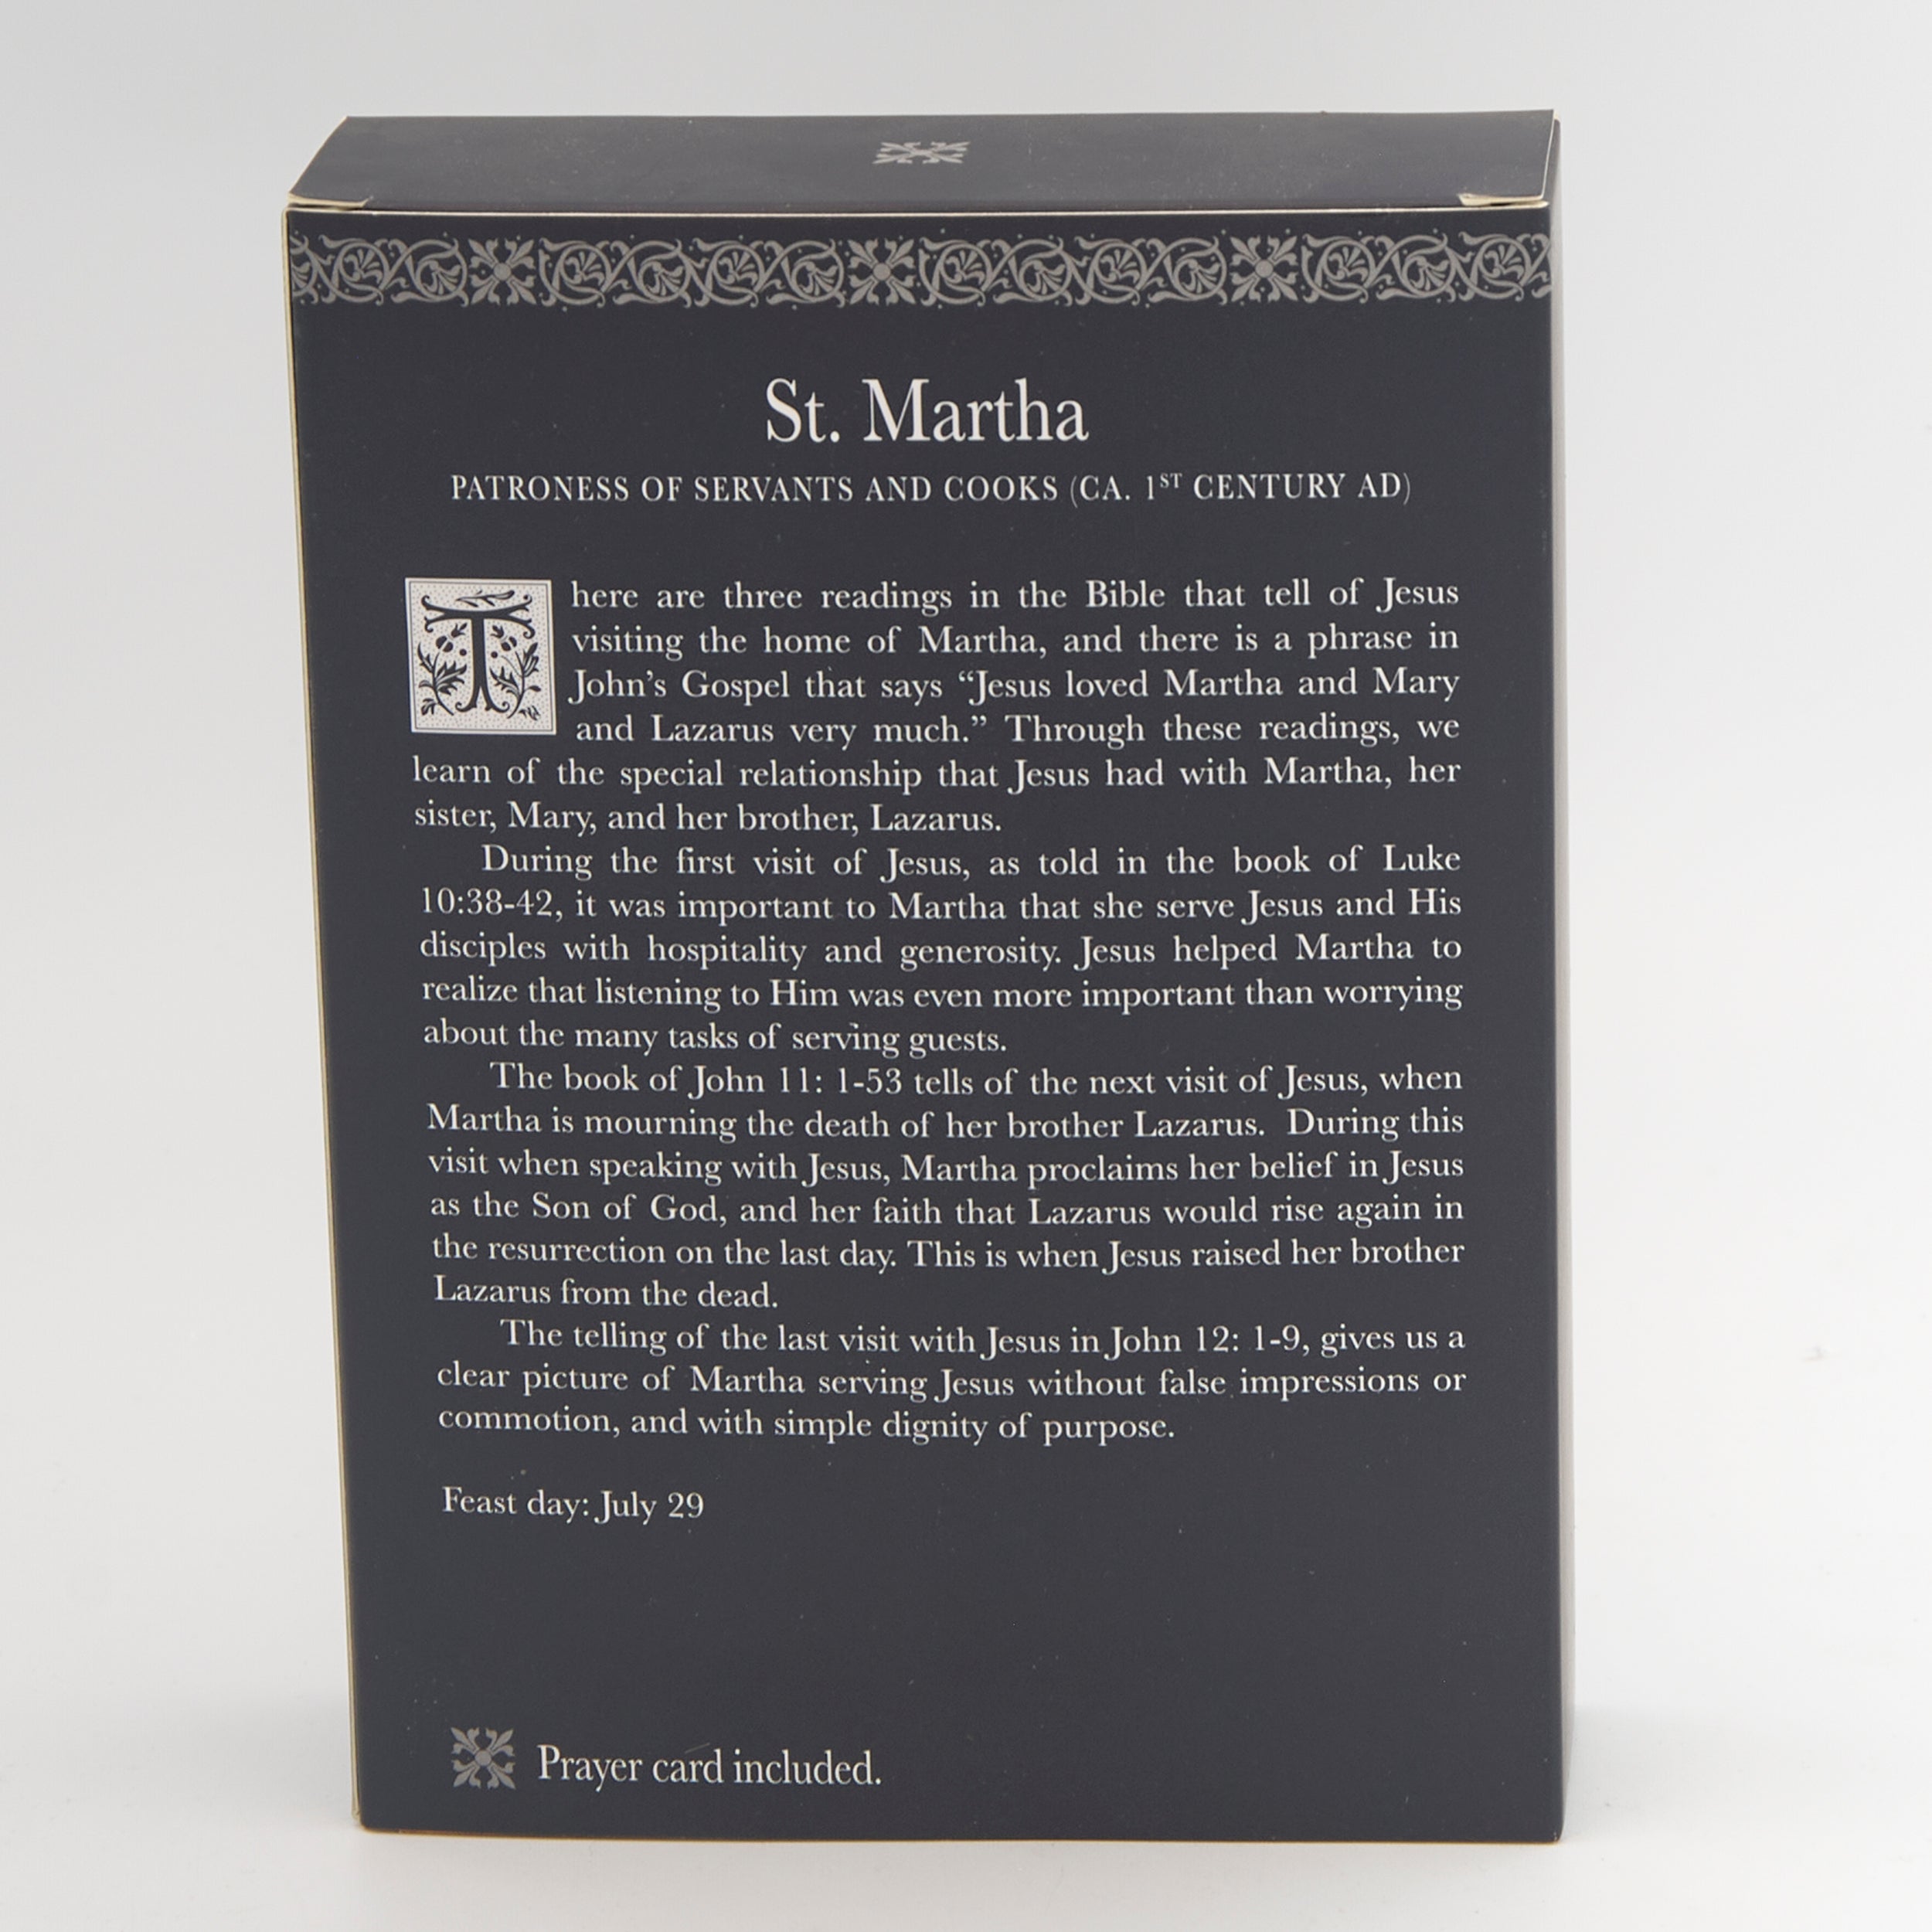 St. Martha
PATRONESS OF SERVANTS AND COOKS (CA. 1ST CENTURY AD)
There are three readings in the Bible that tell of Jesus
visiting the home of Martha, and there is a phrase in
John's Gospel that says “Jesus loved Martha and Mary
and Lazarus very much.” Through these readings, we
learn of the special relationship that Jesus had with Martha, her
sister, Mary, and her brother, Lazarus.
During the first visit of Jesus, as told in the book of Luke
10:38-42, it was important to Martha that she serve Jesus and His
disciples with hospitality and generosity. Jesus helped Martha to
realize that listening to Him was even more important than worrying
about the many tasks of serving guests.
The book of John 11: 1-53 tells of the next visit of Jesus, when
Martha is mourning the death of her brother Lazarus. During this
visit when speaking with Jesus, Martha proclaims her belief in Jesus
as the Son of God, and her faith that Lazarus would rise again in
the resurrection on the last day. This is when Jesus raised her brother
Lazarus from the dead.
The telling of the last visit with Jesus in John 12: 1-9, gives us a
clear picture of Martha serving Jesus without false impressions or
commotion, and with simple dignity of purpose.
Feast day: July 29
Prayer card included.